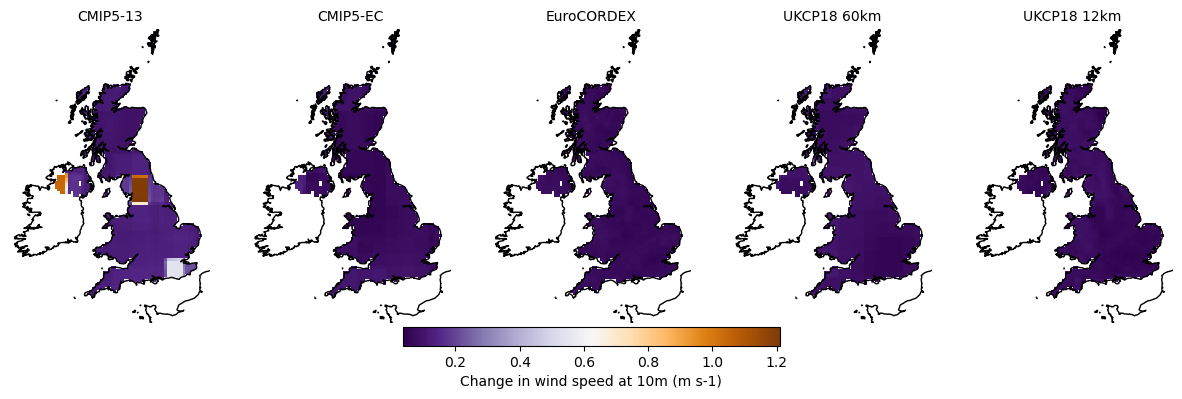 CMIP5-13
CMIP5-EC
EuroCORDEX
UKCP18 60km
UKCP18 12km
0.2
0.4
0.6
0.8
1.0
1.2
Change in wind speed at 10m (m s-1)